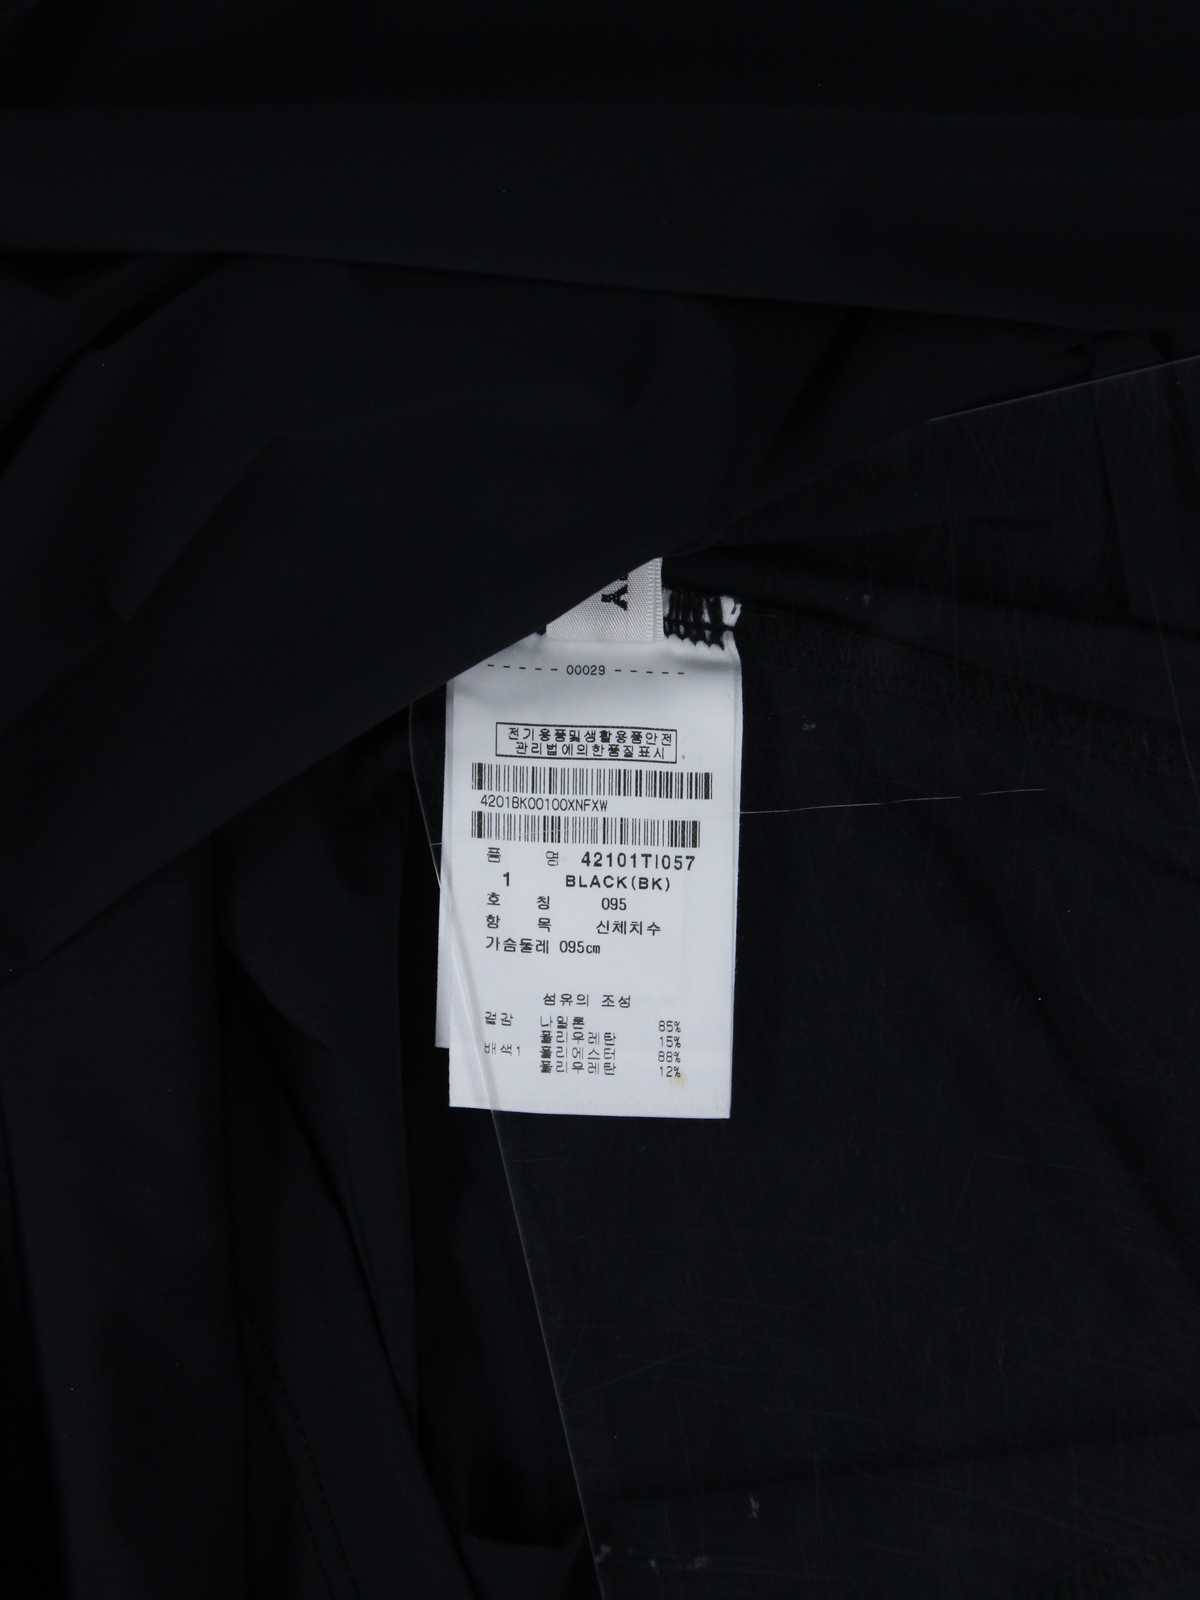 - - - - - 00029 - - - - -
전기용품및생활용품안전
관리법에의한품질표시
4201BK00100XNFXW
품 명 42101TI057
1 BLACK(BK)
호 칭 095
항 목 신체치수
가슴둘레 095cm
섬유의 조성
겉감 나일론 85%
폴리우레탄 15%
배색1 폴리에스터 88%
폴리우레탄 12%